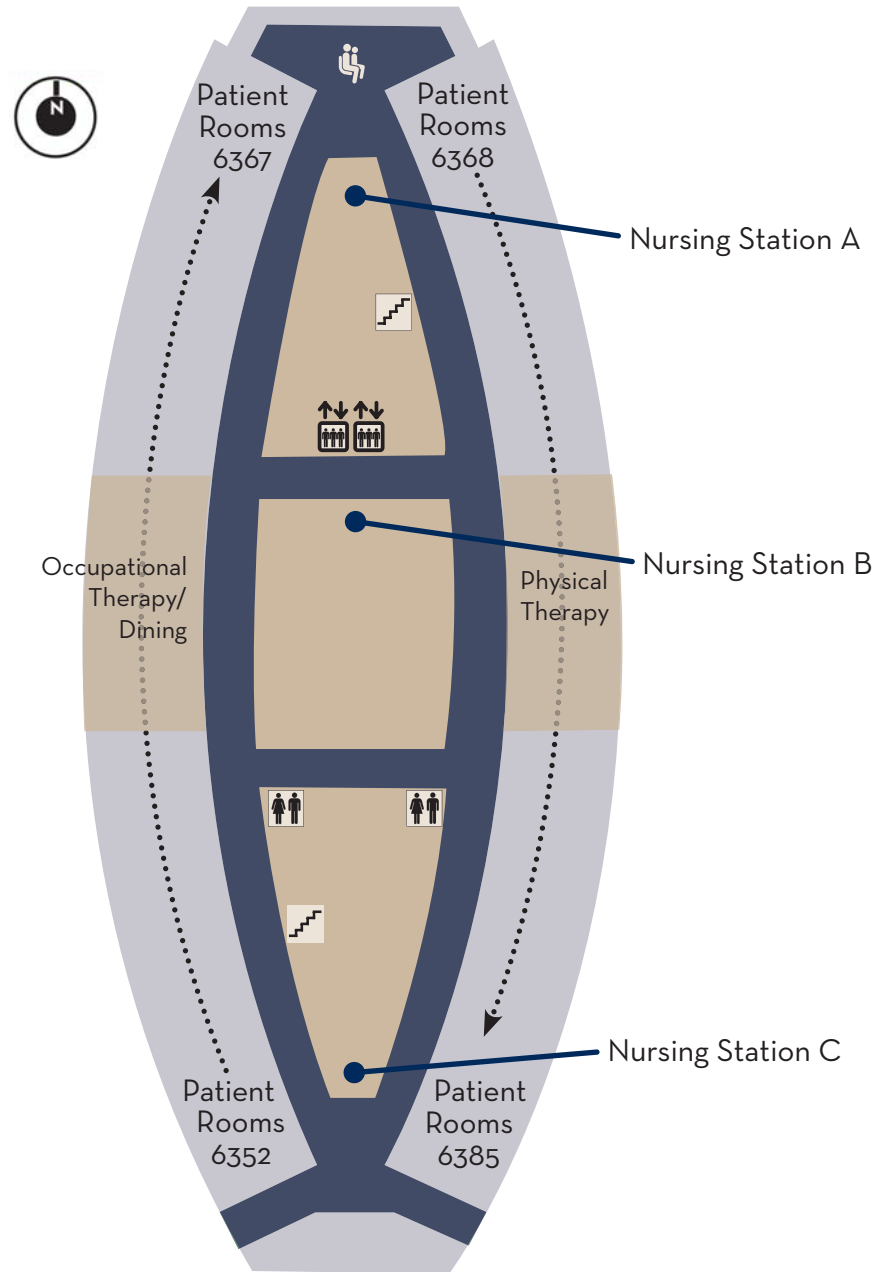 N
Patient
Rooms
6367
Patient
Rooms
6368
Nursing Station A
Nursing Station B
Occupational
Therapy/
Dining
Physical
Therapy
Nursing Station C
Patient
Rooms
6352
Patient
Rooms
6385